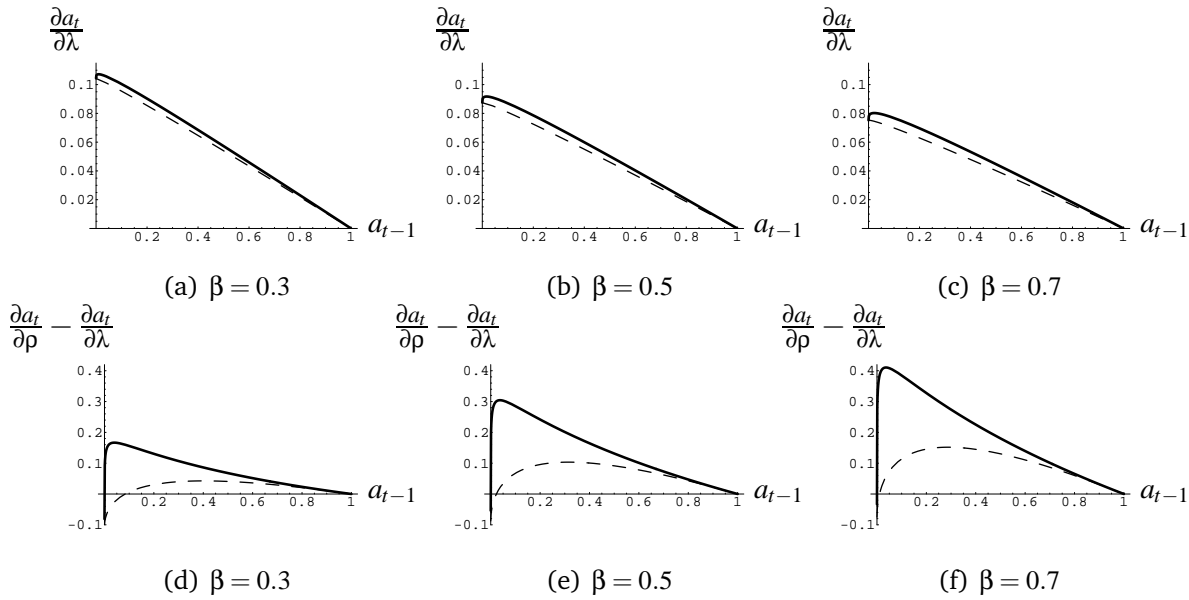 ∂a_t/∂λ ∂a_t/∂λ ∂a_t/∂λ
0.1 0.1 0.1
0.08 0.08 0.08
0.06 0.06 0.06
0.04 0.04 0.04
0.02 0.02 0.02
0.2 0.4 0.6 0.8 1 a_{t−1} 0.2 0.4 0.6 0.8 1 a_{t−1} 0.2 0.4 0.6 0.8 1 a_{t−1}
(a) β = 0.3 (b) β = 0.5 (c) β = 0.7
∂a_t/∂ρ − ∂a_t/∂λ ∂a_t/∂ρ − ∂a_t/∂λ ∂a_t/∂ρ − ∂a_t/∂λ
0.4 0.4 0.4
0.3 0.3 0.3
0.2 0.2 0.2
0.1 0.1 0.1
0.2 0.4 0.6 0.8 1 a_{t−1} 0.2 0.4 0.6 0.8 1 a_{t−1} 0.2 0.4 0.6 0.8 1 a_{t−1}
-0.1 -0.1 -0.1
(d) β = 0.3 (e) β = 0.5 (f) β = 0.7